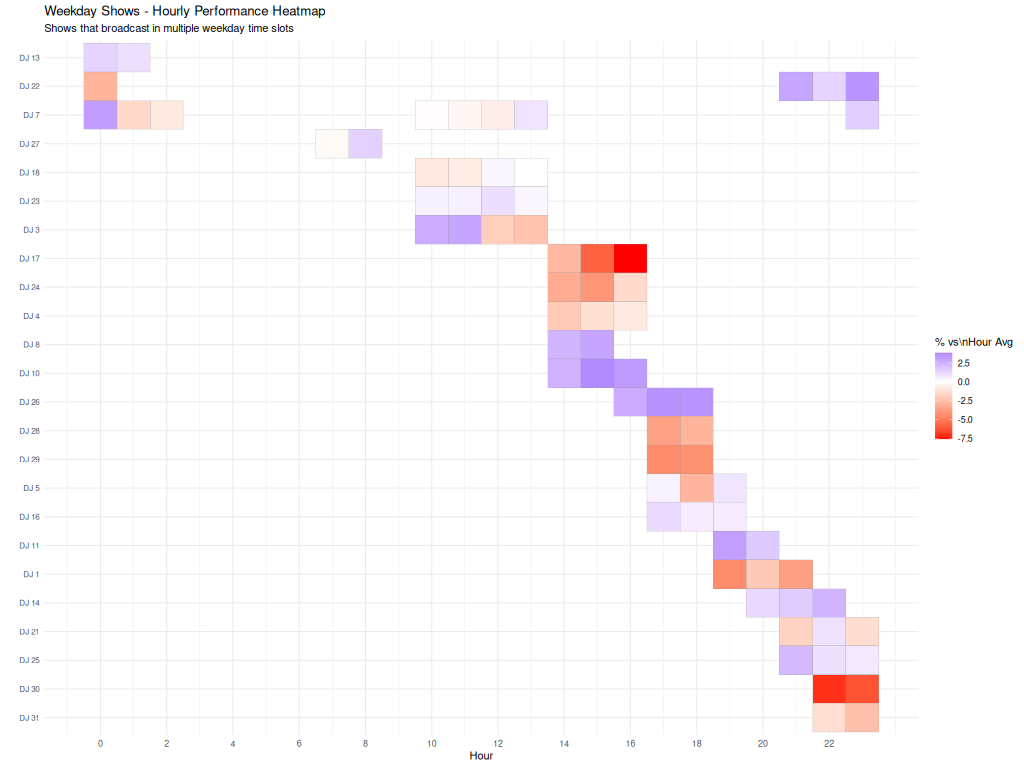 Weekday Shows - Hourly Performance Heatmap
Shows that broadcast in multiple weekday time slots
DJ 13
DJ 22
DJ 7
DJ 27
DJ 18
DJ 23
DJ 3
DJ 17
DJ 24
DJ 4
DJ 8
DJ 10
DJ 26
DJ 28
DJ 29
DJ 5
DJ 16
DJ 11
DJ 1
DJ 14
DJ 21
DJ 25
DJ 30
DJ 31
0 2 4 6 8 10 12 14 16 18 20 22
Hour
% vs\nHour Avg
2.5
0.0
-2.5
-5.0
-7.5